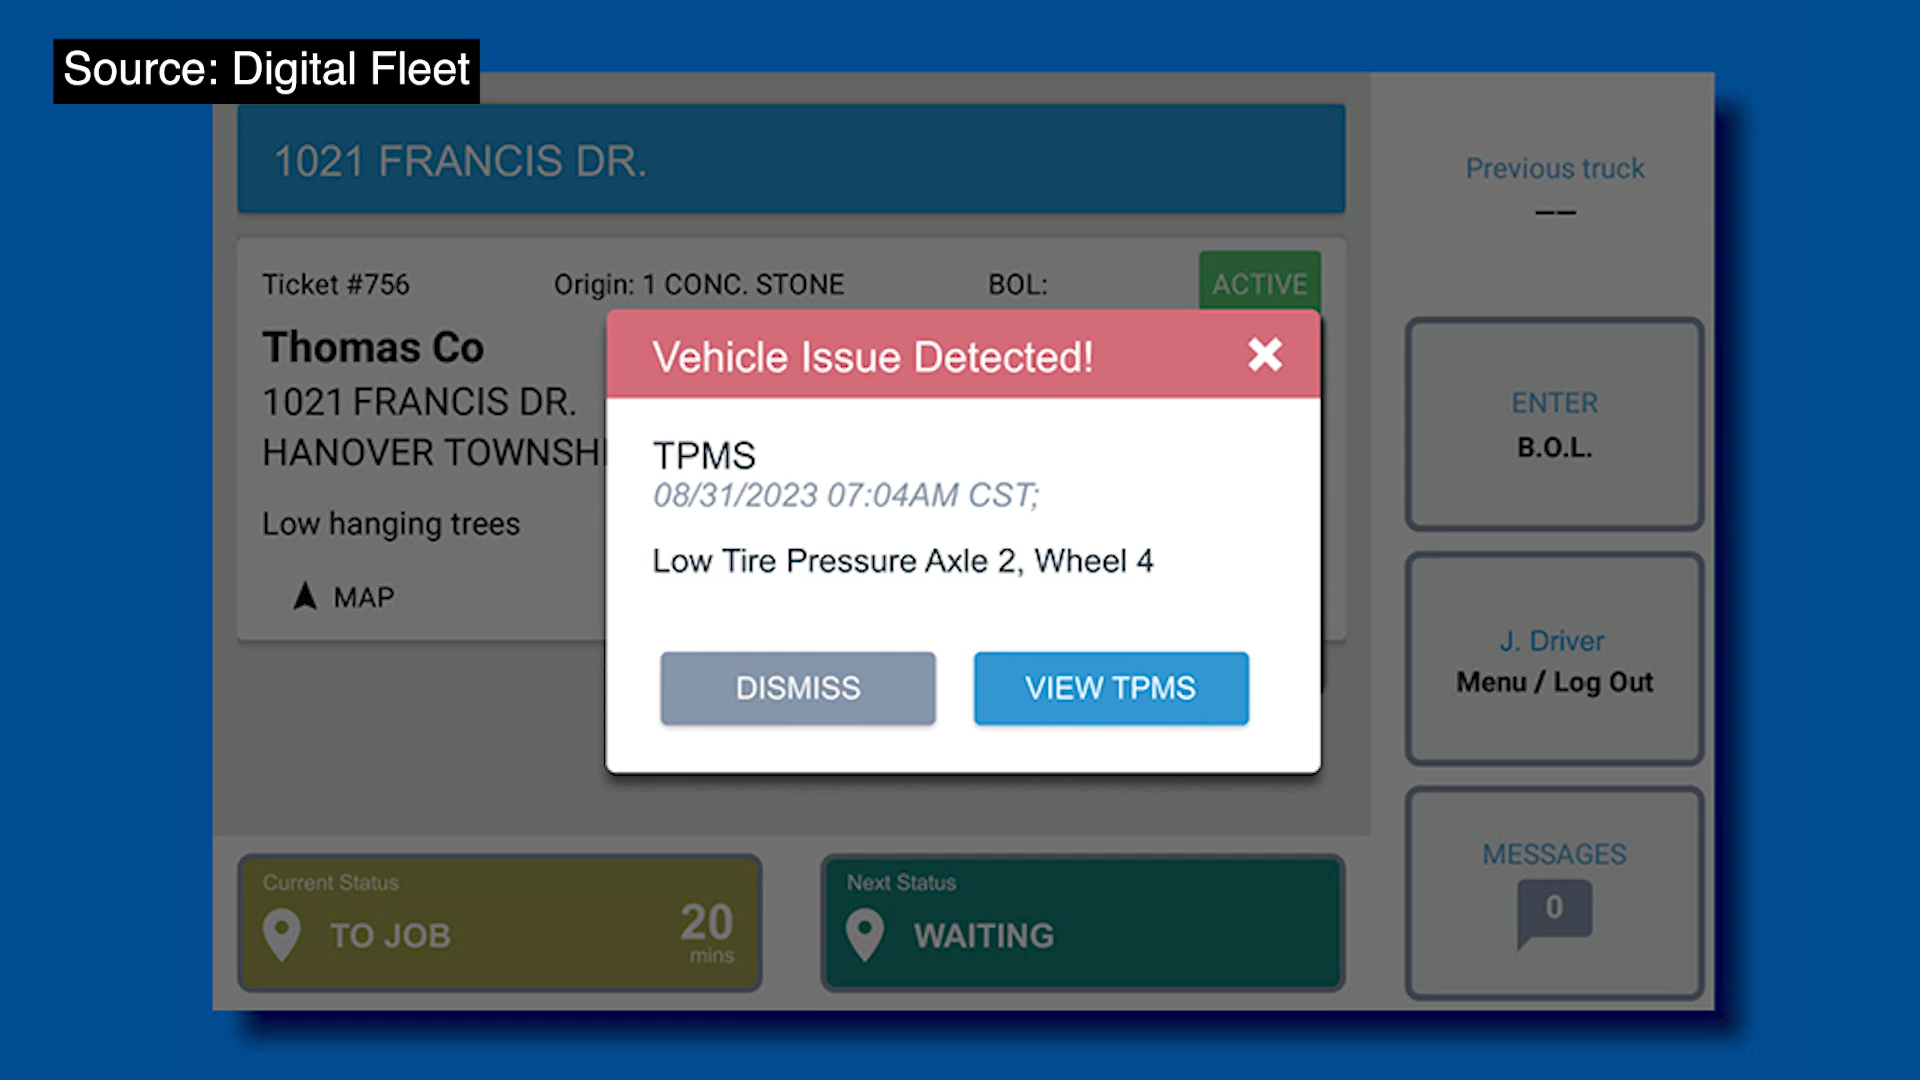 Source: Digital Fleet
1021 FRANCIS DR.
Previous truck
——
Ticket #756 Origin: 1 CONC. STONE BOL: ACTIVE
Thomas Co
1021 FRANCIS DR.
HANOVER TOWNSH
Low hanging trees
MAP
Vehicle Issue Detected!
TPMS
08/31/2023 07:04AM CST;
Low Tire Pressure Axle 2, Wheel 4
DISMISS VIEW TPMS
ENTER
B.O.L.
J. Driver
Menu / Log Out
MESSAGES
0
Current Status
TO JOB
20
mins
Next Status
WAITING